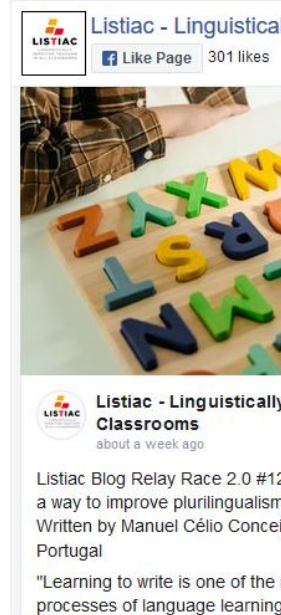 LISTIAC
Listiac - Linguistical
Like Page 301 likes
Z Y X W
T S R
N M
LISTIAC
Listiac - Linguistically
Classrooms
about a week ago
Listiac Blog Relay Race 2.0 #12
a way to improve plurilingualism
Written by Manuel Célio Concei
Portugal
"Learning to write is one of the
processes of language learning